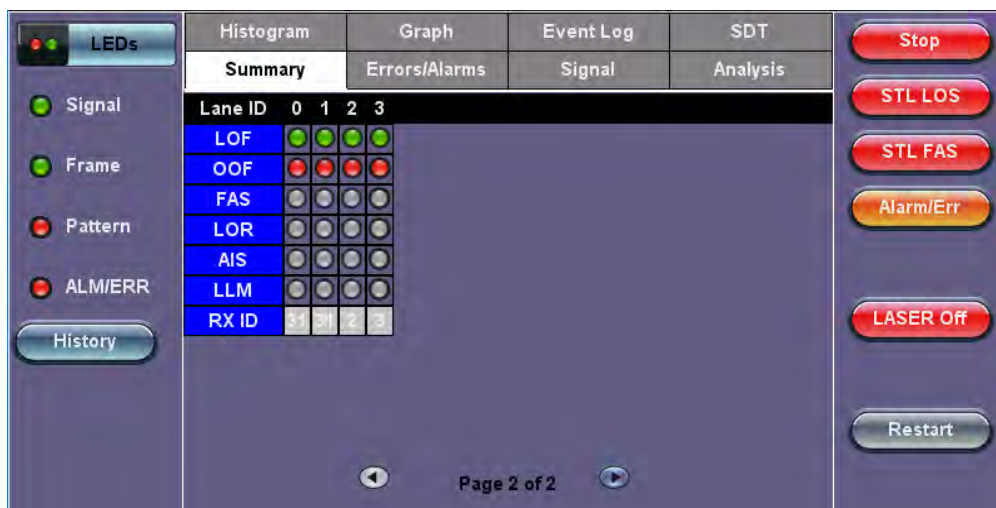 LEDs
Signal
Frame
Pattern
ALM/ERR
History
Histogram Graph Event Log SDT
Summary Errors/Alarms Signal Analysis
Lane ID 0 1 2 3
LOF
OOF
FAS
LOR
AIS
LLM
RX ID 31 31 2 3
Page 2 of 2
Stop
STL LOS
STL FAS
Alarm/Err
LASER Off
Restart